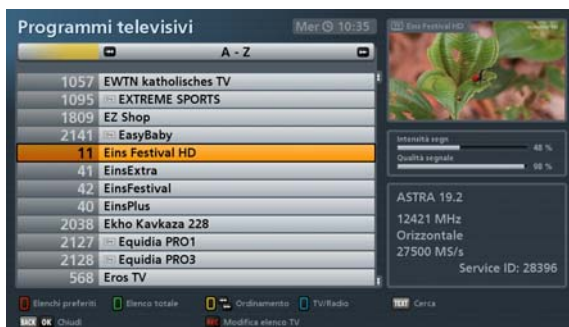 Programmi televisivi
Mer 10:35
A - Z
1057 EWTN katholisches TV
1095 EXTREME SPORTS
1809 EZ Shop
2141 EasyBaby
11 Eins Festival HD
41 EinsExtra
42 EinsFestival
40 EinsPlus
2038 Ekho Kavkaza 228
2127 Equidia PRO1
2128 Equidia PRO3
568 Eros TV
Eins Festival HD
Intensità segn.
48 %
Qualità segnale
98 %
ASTRA 19.2
12421 MHz
Orizzontale
27500 MS/s
Service ID: 28396
Elenchi preferiti
Elenco totale
Ordinamento
TV/Radio
TEXT Cerca
BACK OK Chiudi
REC Modifica elenco TV